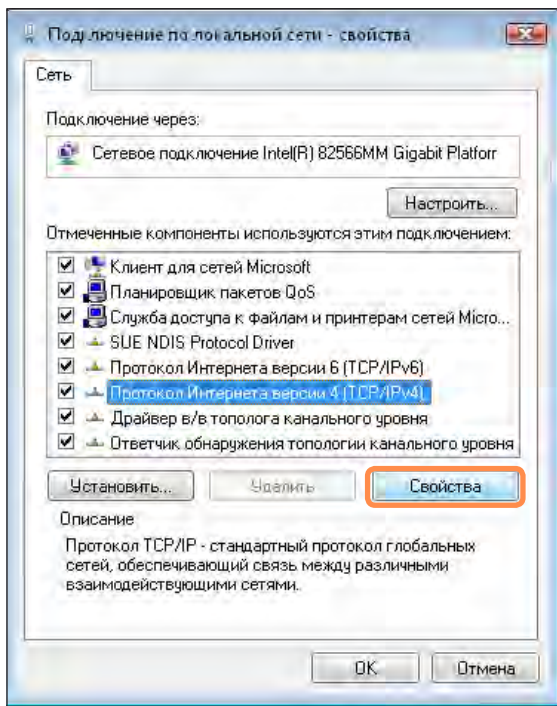 Подключение по локальной сети - свойства
Сеть
Подключение через:
Сетевое подключение Intel(R) 82566MM Gigabit Platforr
Настроить...
Отмеченные компоненты используются этим подключением:
Клиент для сетей Microsoft
Планировщик пакетов QoS
Служба доступа к файлам и принтерам сетей Micro...
SUE NDIS Protocol Driver
Протокол Интернета версии 6 (TCP/IPv6)
Протокол Интернета версии 4 (TCP/IPv4)
Драйвер в/в тополога канального уровня
Ответчик обнаружения топологии канального уровня
Установить... Удалить Свойства
Описание
Протокол TCP/IP - стандартный протокол глобальных
сетей, обеспечивающий связь между различными
взаимодействующими сетями.
OK Отмена